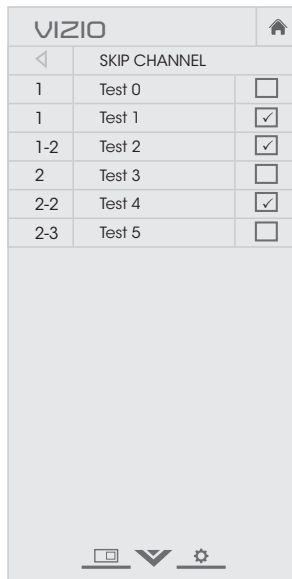 VIZIO
SKIP CHANNEL
1 Test 0
1 Test 1
1-2 Test 2
2 Test 3
2-2 Test 4
2-3 Test 5